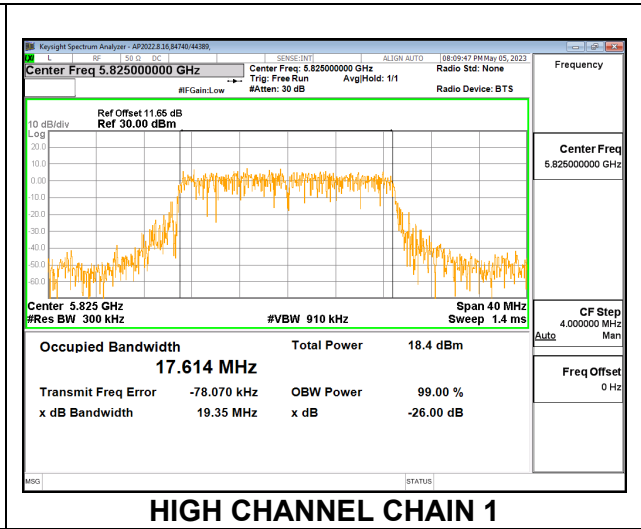 Keysight Spectrum Analyzer - AP2022.8.16,84740/44389,
L RF 50 Ω DC SENSE:INT ALIGN AUTO 08:09:47 PM May 05, 2023
Center Freq 5.825000000 GHz
Center Freq: 5.825000000 GHz Radio Std: None
Trig: Free Run Avg|Hold: 1/1
#IFGain:Low #Atten: 30 dB Radio Device: BTS
Frequency
Ref Offset 11.65 dB
10 dB/div Ref 30.00 dBm
Log
20.0
10.0
0.00
-10.0
-20.0
-30.0
-40.0
-50.0
-60.0
Center 5.825 GHz Span 40 MHz
#Res BW 300 kHz #VBW 910 kHz Sweep 1.4 ms
Center Freq
5.825000000 GHz
CF Step
4.000000 MHz
Auto Man
Freq Offset
0 Hz
Occupied Bandwidth Total Power 18.4 dBm
17.614 MHz
Transmit Freq Error -78.070 kHz OBW Power 99.00 %
x dB Bandwidth 19.35 MHz x dB -26.00 dB
MSG STATUS
HIGH CHANNEL CHAIN 1